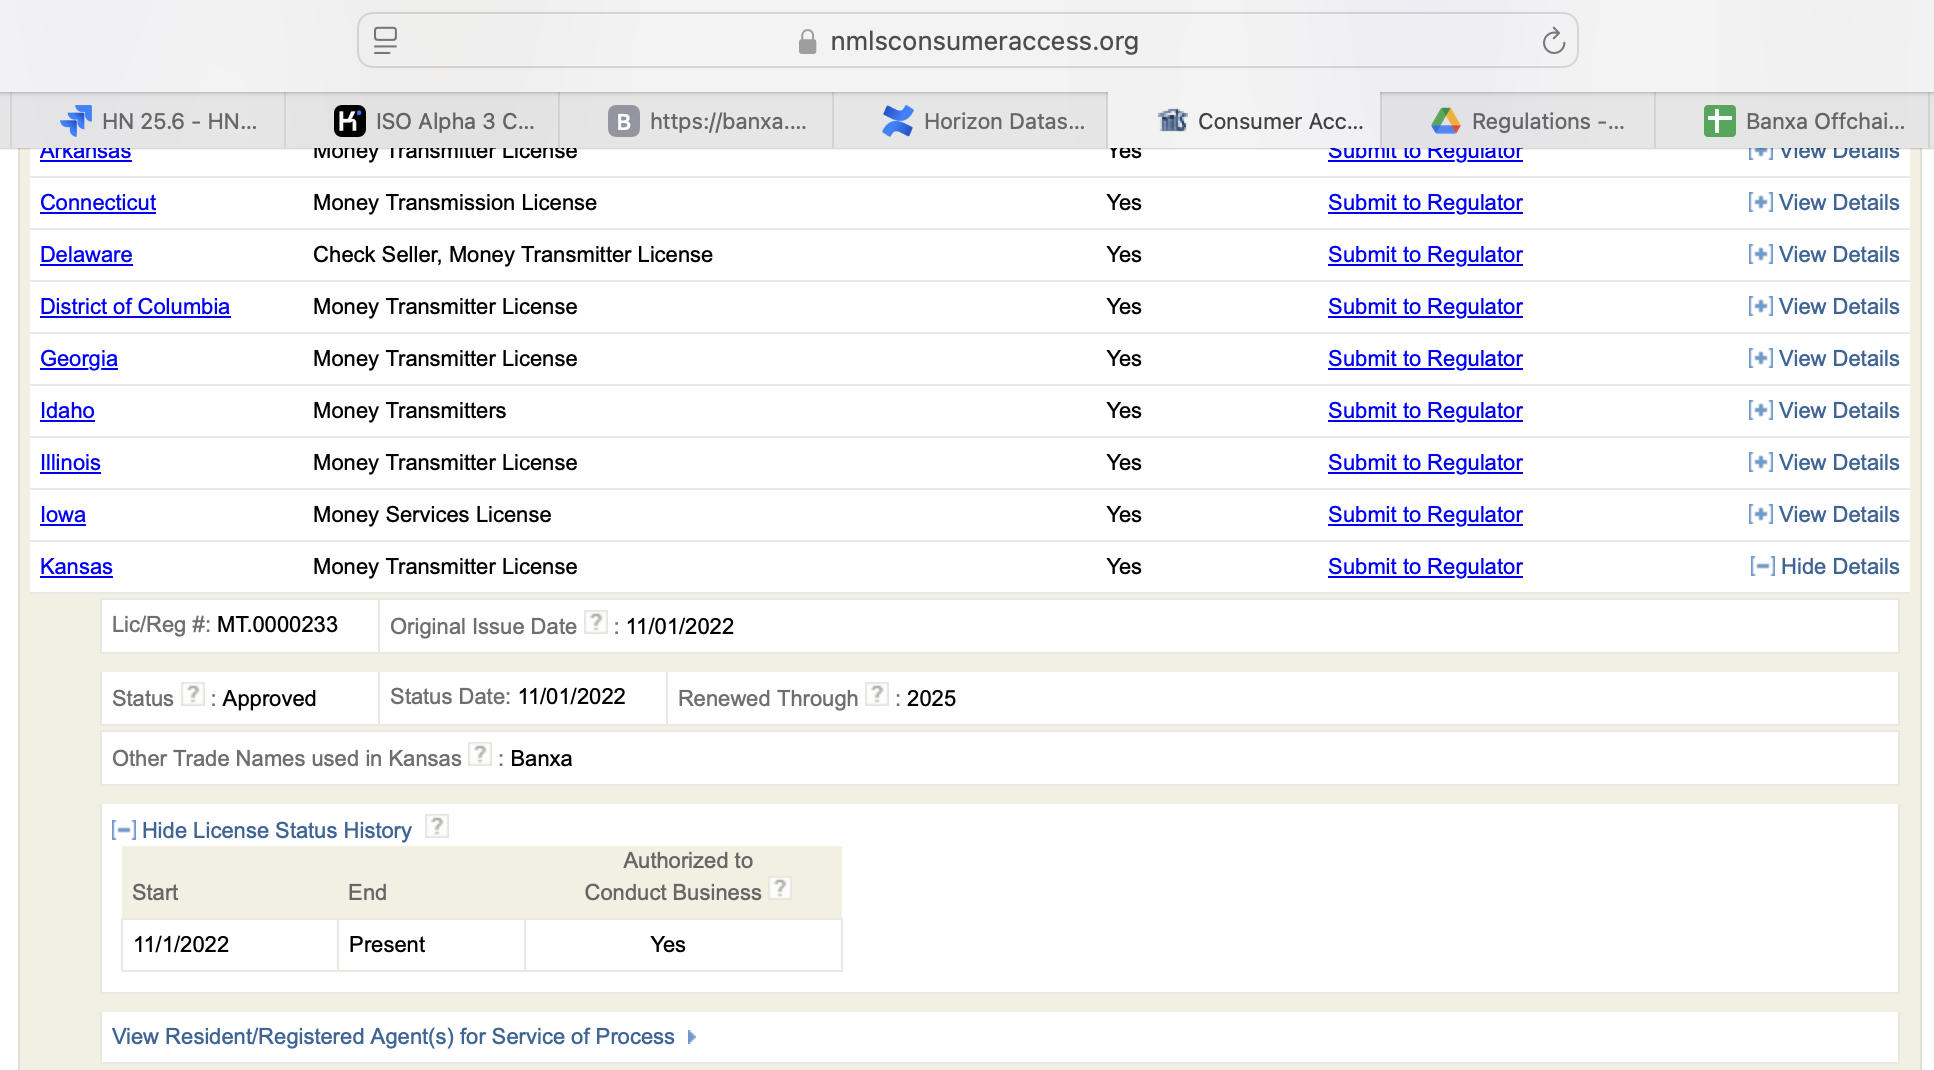 nmlsconsumeraccess.org
HN 25.6 - HN... ISO Alpha 3 C... B https://banxa.... Horizon Datas... Consumer Acc... Regulations -... Banxa Offchai...
Arkansas Money Transmitter License Yes Submit to Regulator [+] View Details
Connecticut Money Transmission License Yes Submit to Regulator [+] View Details
Delaware Check Seller, Money Transmitter License Yes Submit to Regulator [+] View Details
District of Columbia Money Transmitter License Yes Submit to Regulator [+] View Details
Georgia Money Transmitter License Yes Submit to Regulator [+] View Details
Idaho Money Transmitters Yes Submit to Regulator [+] View Details
Illinois Money Transmitter License Yes Submit to Regulator [+] View Details
Iowa Money Services License Yes Submit to Regulator [+] View Details
Kansas Money Transmitter License Yes Submit to Regulator [−] Hide Details
Lic/Reg #: MT.0000233 Original Issue Date ? : 11/01/2022
Status ? : Approved Status Date: 11/01/2022 Renewed Through ? : 2025
Other Trade Names used in Kansas ? : Banxa
[−] Hide License Status History ?
Authorized to
Start End Conduct Business ?
11/1/2022 Present Yes
View Resident/Registered Agent(s) for Service of Process